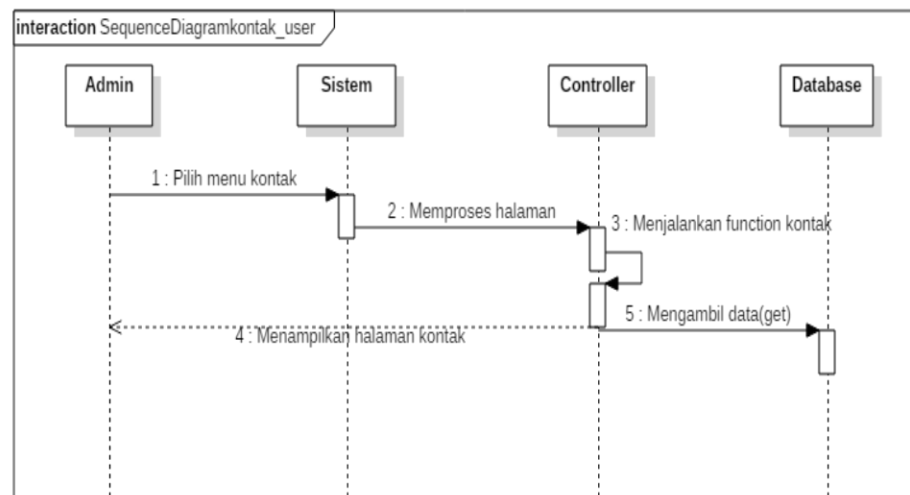 interaction SequenceDiagramkontak_user
Admin
Sistem
Controller
Database
1 : Pilih menu kontak
2 : Memproses halaman
3 : Menjalankan function kontak
5 : Mengambil data(get)
4 : Menampilkan halaman kontak